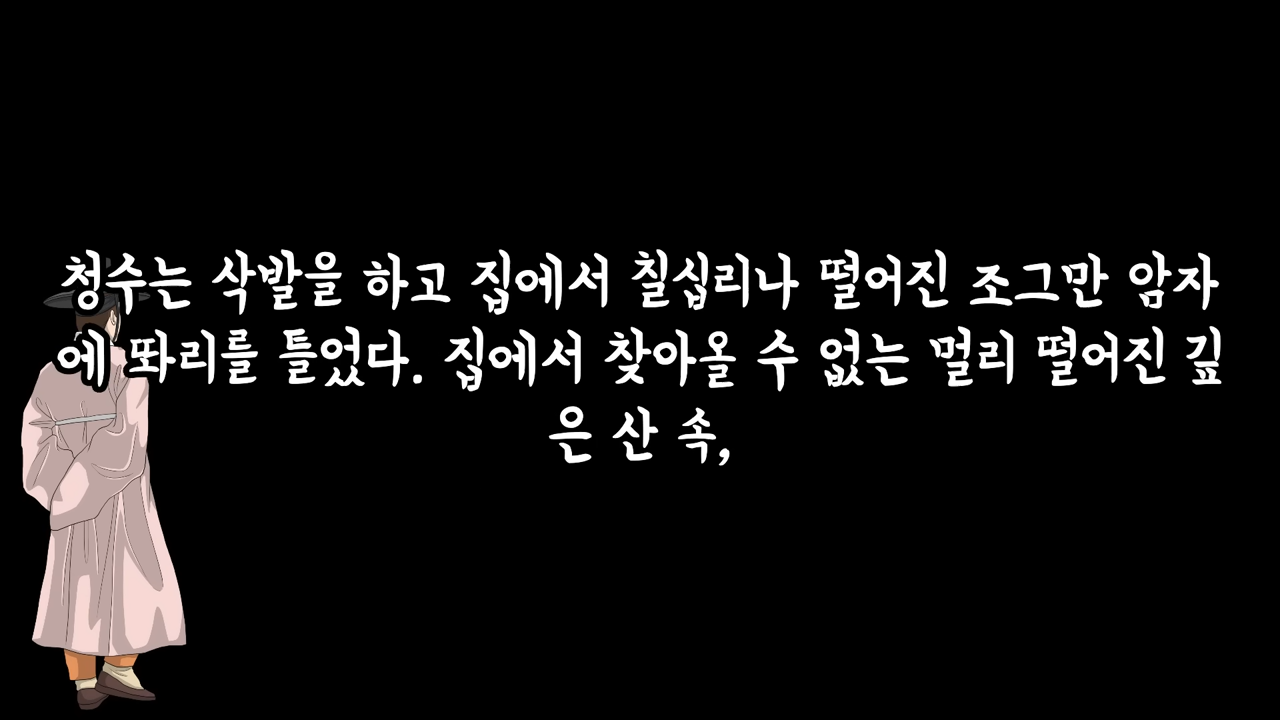 청수는 삭발을 하고 집에서 칠십리나 떨어진 조그만 암자
에 똬리를 틀었다. 집에서 찾아올 수 없는 멀리 떨어진 깊
은 산 속,